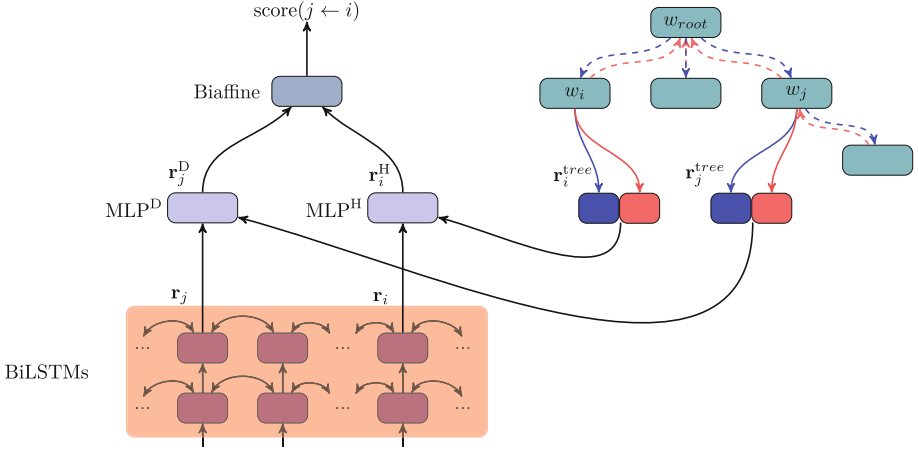 score(j ← i)
w_root
Biaffine
w_i
w_j
r_j^D
r_i^H
r_i^tree
r_j^tree
MLP^D
MLP^H
r_j
r_i
... ... ...
BiLSTMs
... ... ...